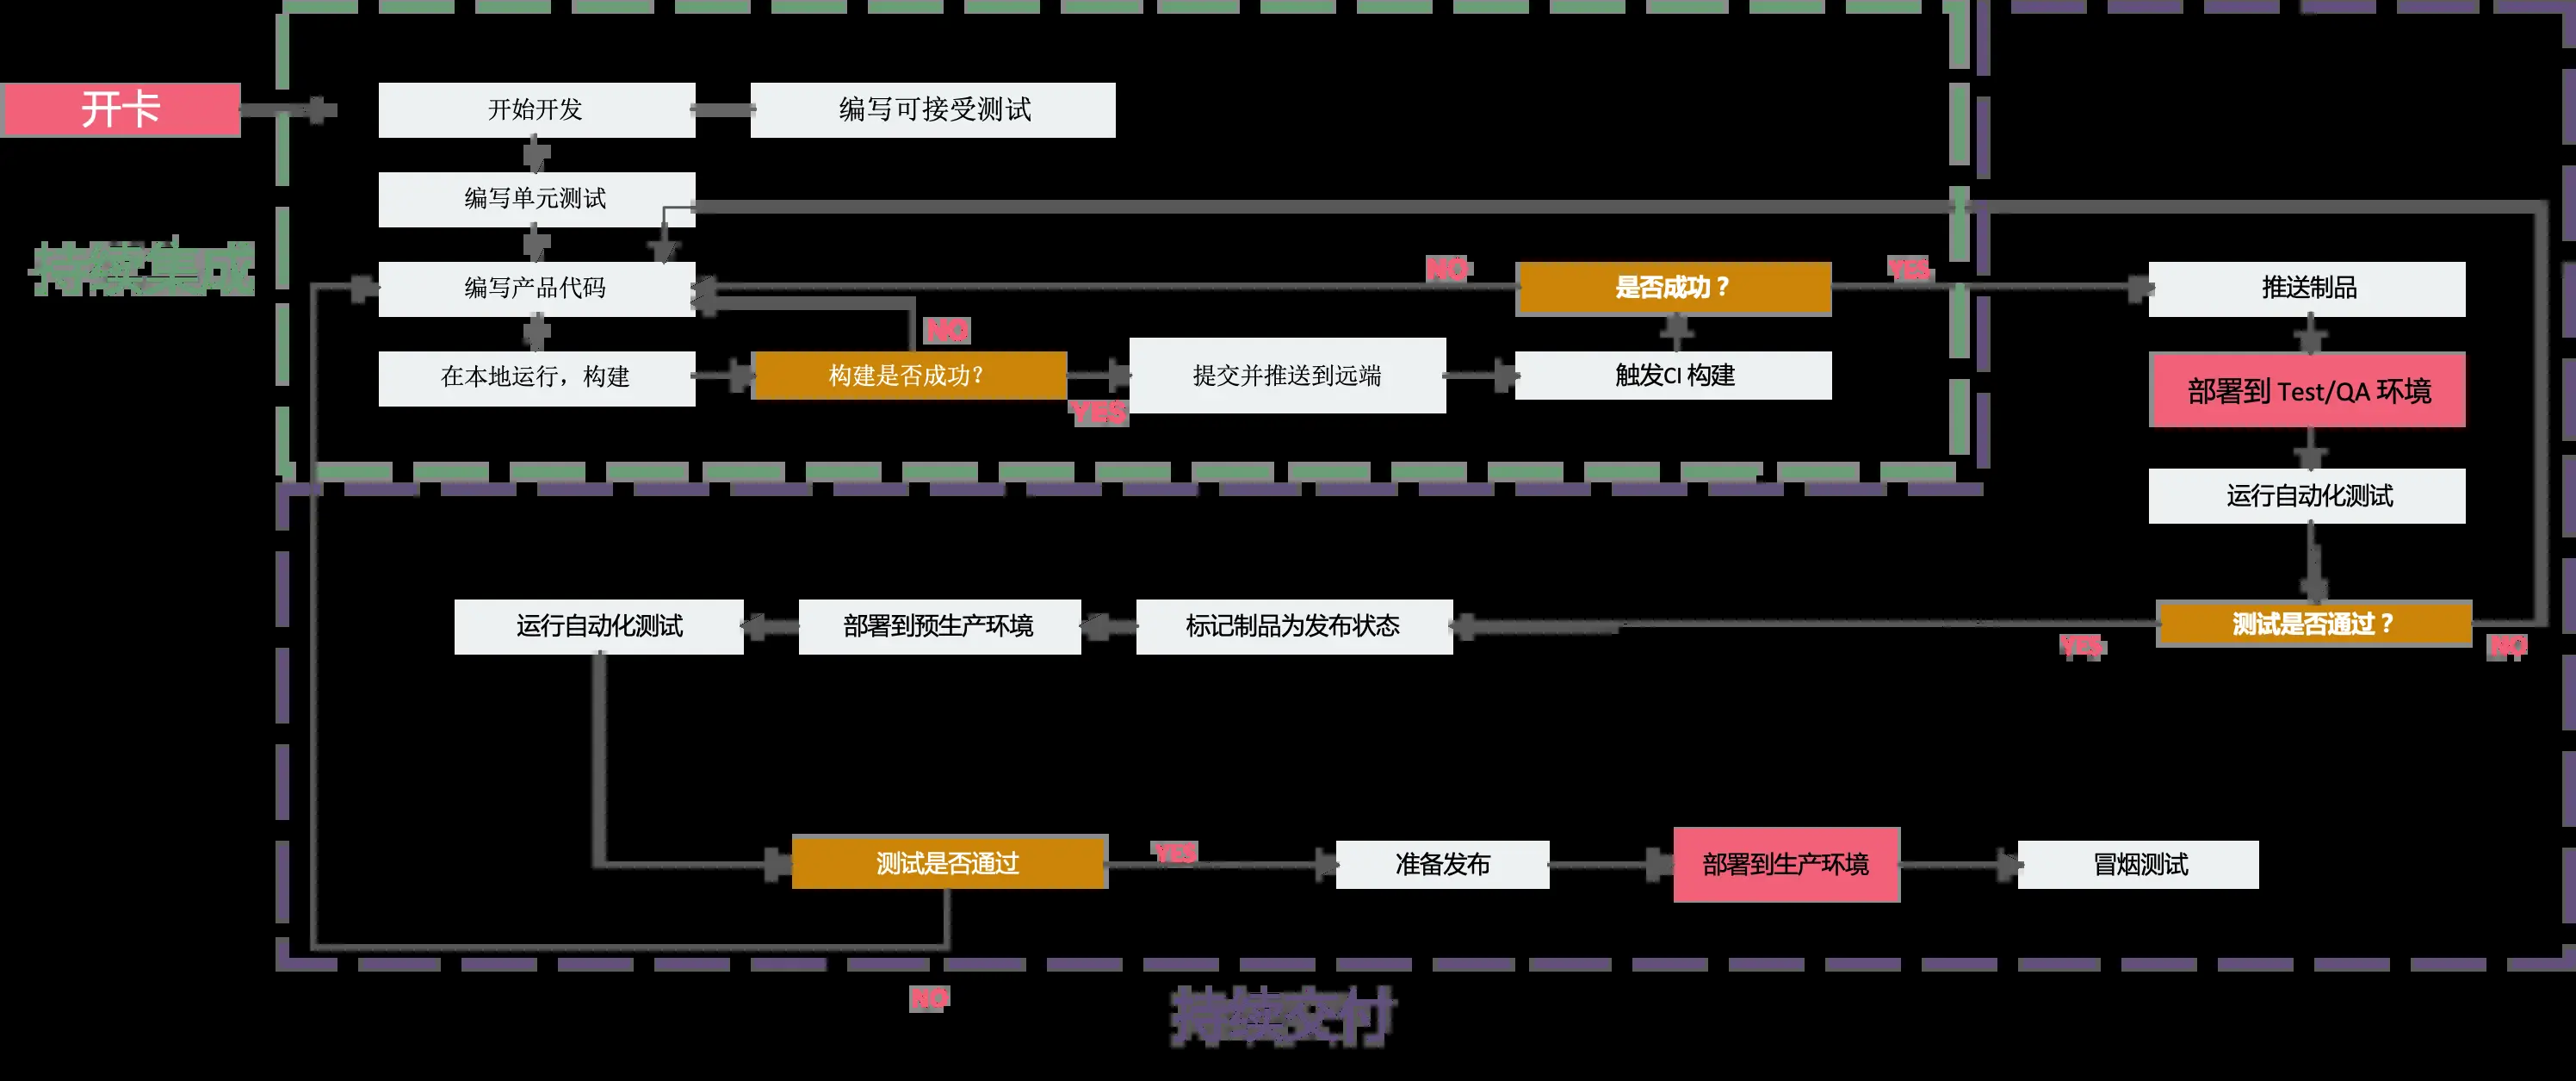 开卡
开始开发
编写可接受测试
编写单元测试
持续集成
编写产品代码
NO
是否成功？
YES
推送制品
NO
在本地运行，构建
构建是否成功?
YES
提交并推送到远端
触发CI 构建
部署到 Test/QA 环境
运行自动化测试
运行自动化测试
部署到预生产环境
标记制品为发布状态
YES
测试是否通过？
NO
测试是否通过
YES
准备发布
部署到生产环境
冒烟测试
NO
持续交付